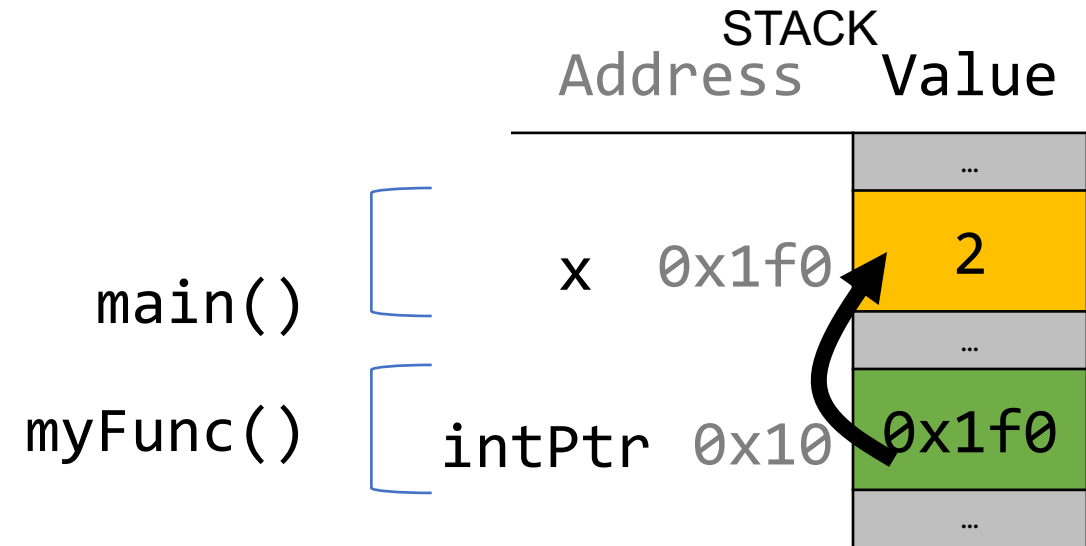 STACK
Address Value
…
x 0x1f0 2
main()
…
myFunc() intPtr 0x10 0x1f0
…